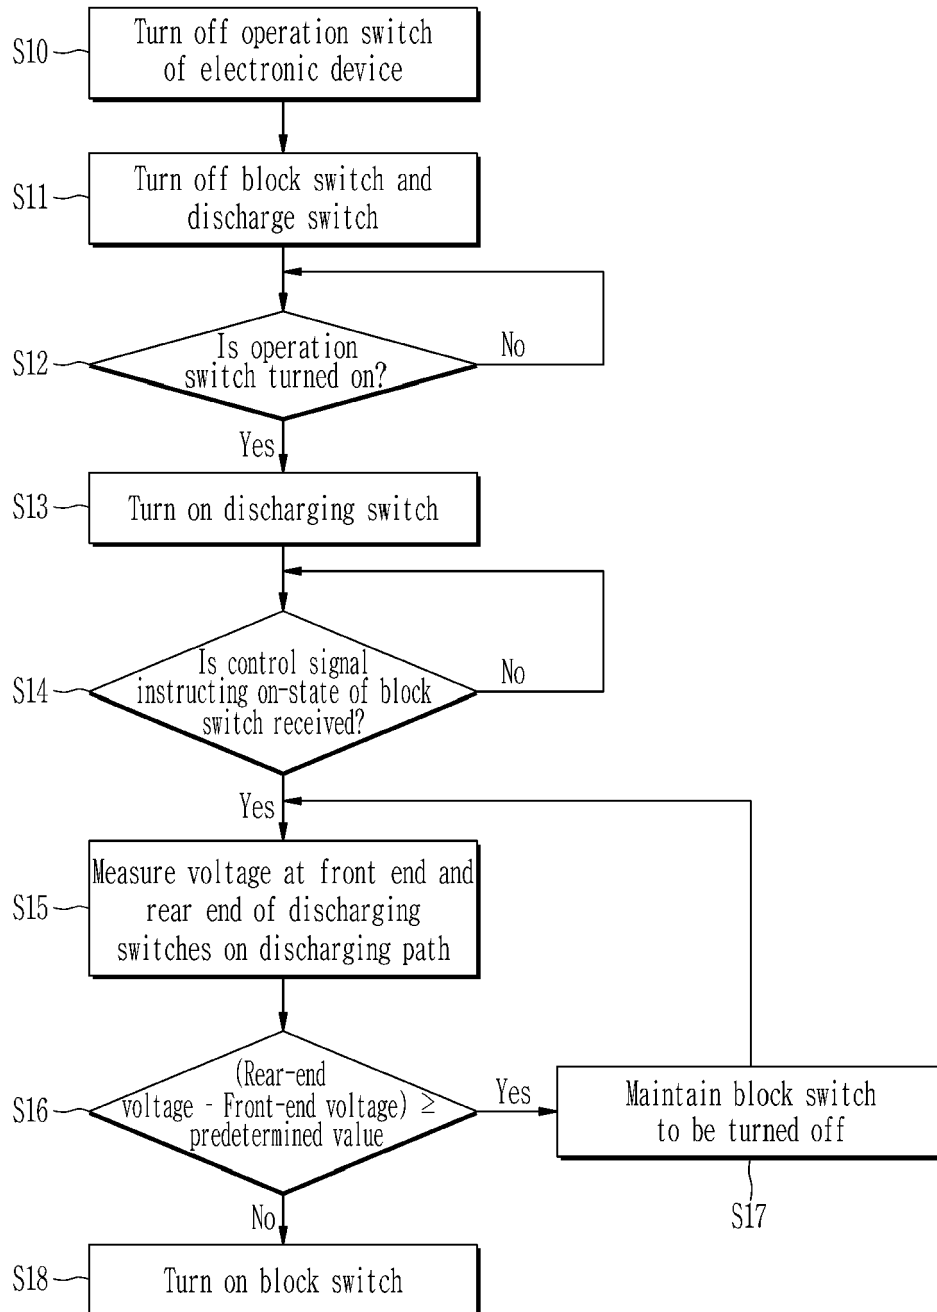 S10
Turn off operation switch
of electronic device
S11
Turn off block switch and
discharge switch
S12
Is operation
switch turned on?
No
Yes
S13
Turn on discharging switch
S14
Is control signal
instructing on-state of block
switch received?
No
Yes
S15
Measure voltage at front end and
rear end of discharging
switches on discharging path
S16
(Rear-end
voltage - Front-end voltage) ≥
predetermined value
Yes
Maintain block switch
to be turned off
S17
No
S18
Turn on block switch